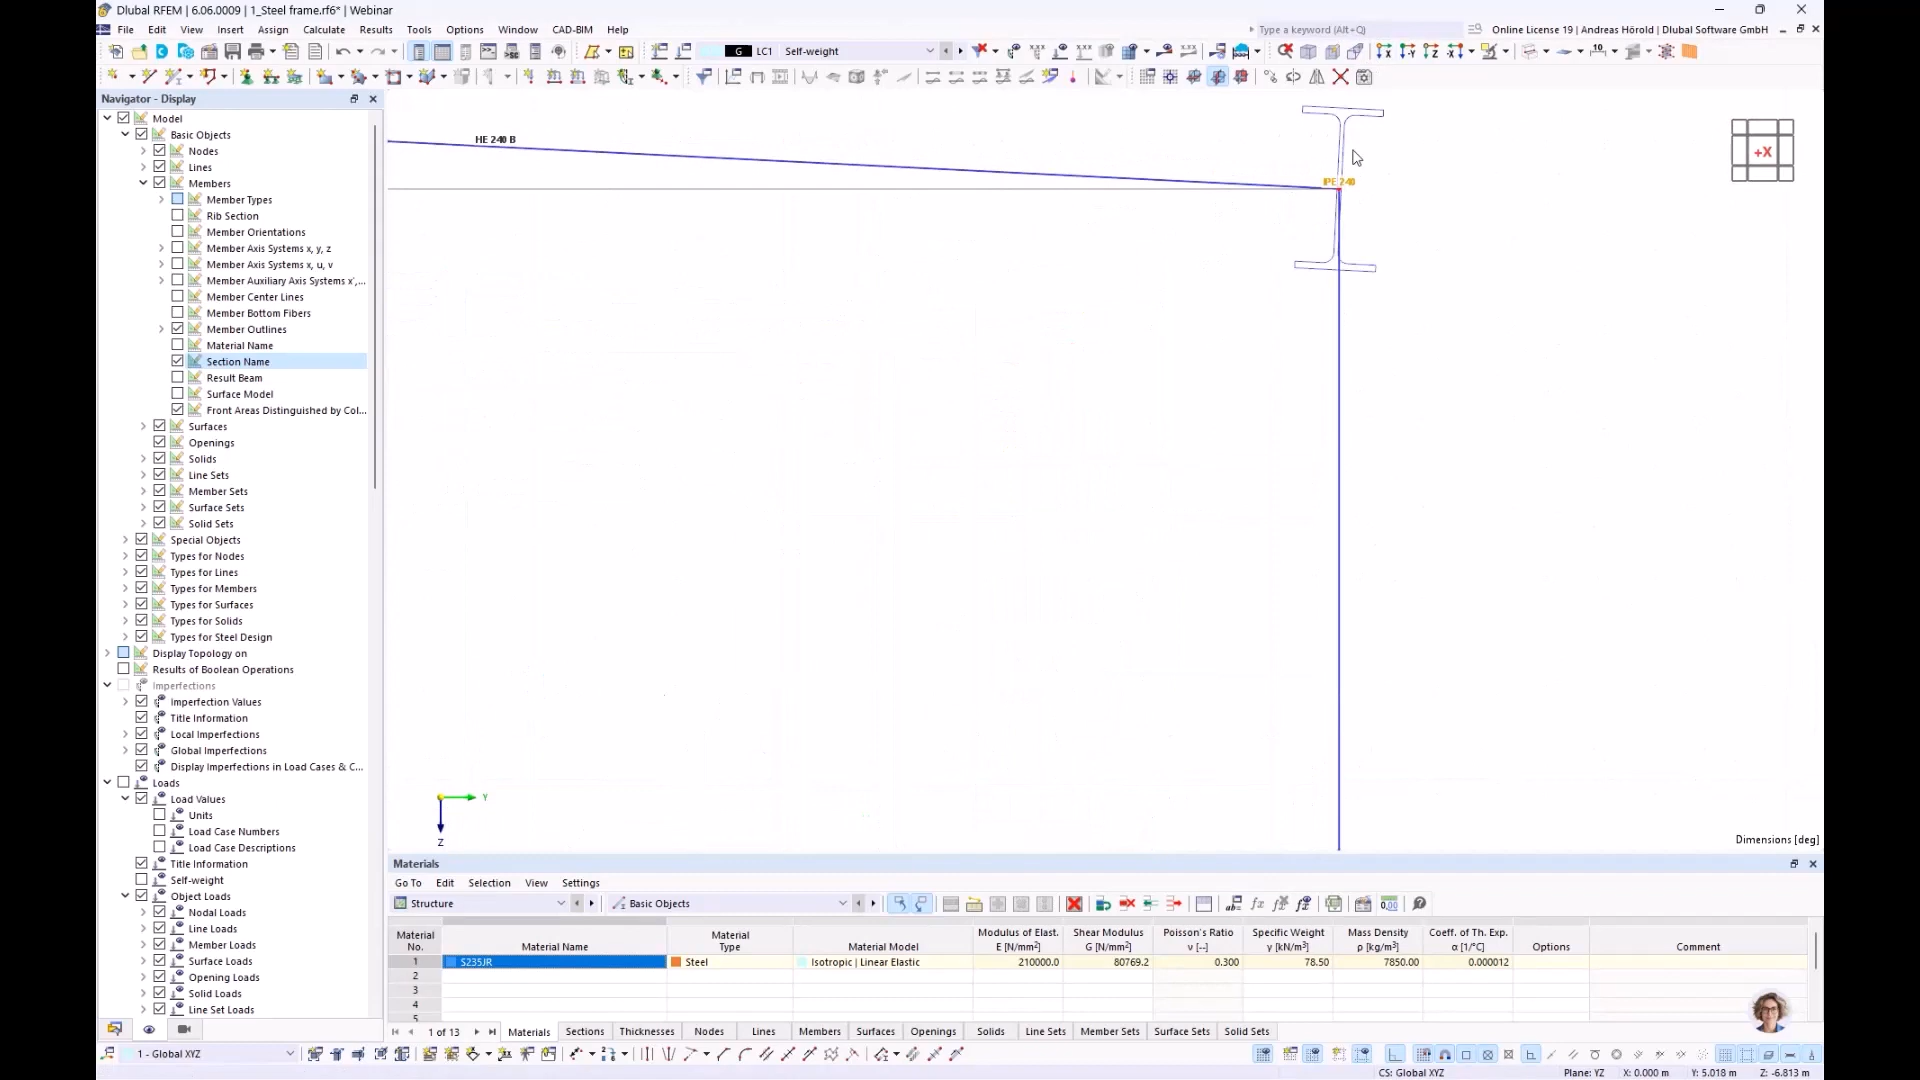 Dlubal RFEM | 6.06.0009 | 1_Steel frame.rf6* | Webinar
File Edit View Insert Assign Calculate Results Tools Options Window CAD-BIM Help
Type a keyword (Alt+Q)
Online License 19 | Andreas Hörold | Dlubal Software GmbH
G LC1 Self-weight
Navigator - Display
Model
Basic Objects
Nodes
Lines
Members
Member Types
Rib Section
Member Orientations
Member Axis Systems x, y, z
Member Axis Systems x, u, v
Member Auxiliary Axis Systems x',...
Member Center Lines
Member Bottom Fibers
Member Outlines
Material Name
Section Name
Result Beam
Surface Model
Front Areas Distinguished by Col...
Surfaces
Openings
Solids
Line Sets
Member Sets
Surface Sets
Solid Sets
Special Objects
Types for Nodes
Types for Lines
Types for Members
Types for Surfaces
Types for Solids
Types for Steel Design
Display Topology on
Results of Boolean Operations
Imperfections
Imperfection Values
Title Information
Local Imperfections
Global Imperfections
Display Imperfections in Load Cases & C...
Loads
Load Values
Units
Load Case Numbers
Load Case Descriptions
Title Information
Self-weight
Object Loads
Nodal Loads
Line Loads
Member Loads
Surface Loads
Opening Loads
Solid Loads
Line Set Loads
HE 240 B
IPE 240
+X
Y
Z
Dimensions [deg]
Materials
Go To Edit Selection View Settings
Structure
Basic Objects
Material No. Material Name Material Type Material Model Modulus of Elast. E [N/mm²] Shear Modulus G [N/mm²] Poisson's Ratio ν [--] Specific Weight γ [kN/m³] Mass Density ρ [kg/m³] Coeff. of Th. Exp. α [1/°C] Options Comment
1 S235JR Steel Isotropic | Linear Elastic 210000.0 80769.2 0.300 78.50 7850.00 0.000012
2
3
4
5
1 of 13 Materials Sections Thicknesses Nodes Lines Members Surfaces Openings Solids Line Sets Member Sets Surface Sets Solid Sets
1 - Global XYZ
CS: Global XYZ Plane: YZ X: 0.000 m Y: 5.018 m Z: -6.813 m